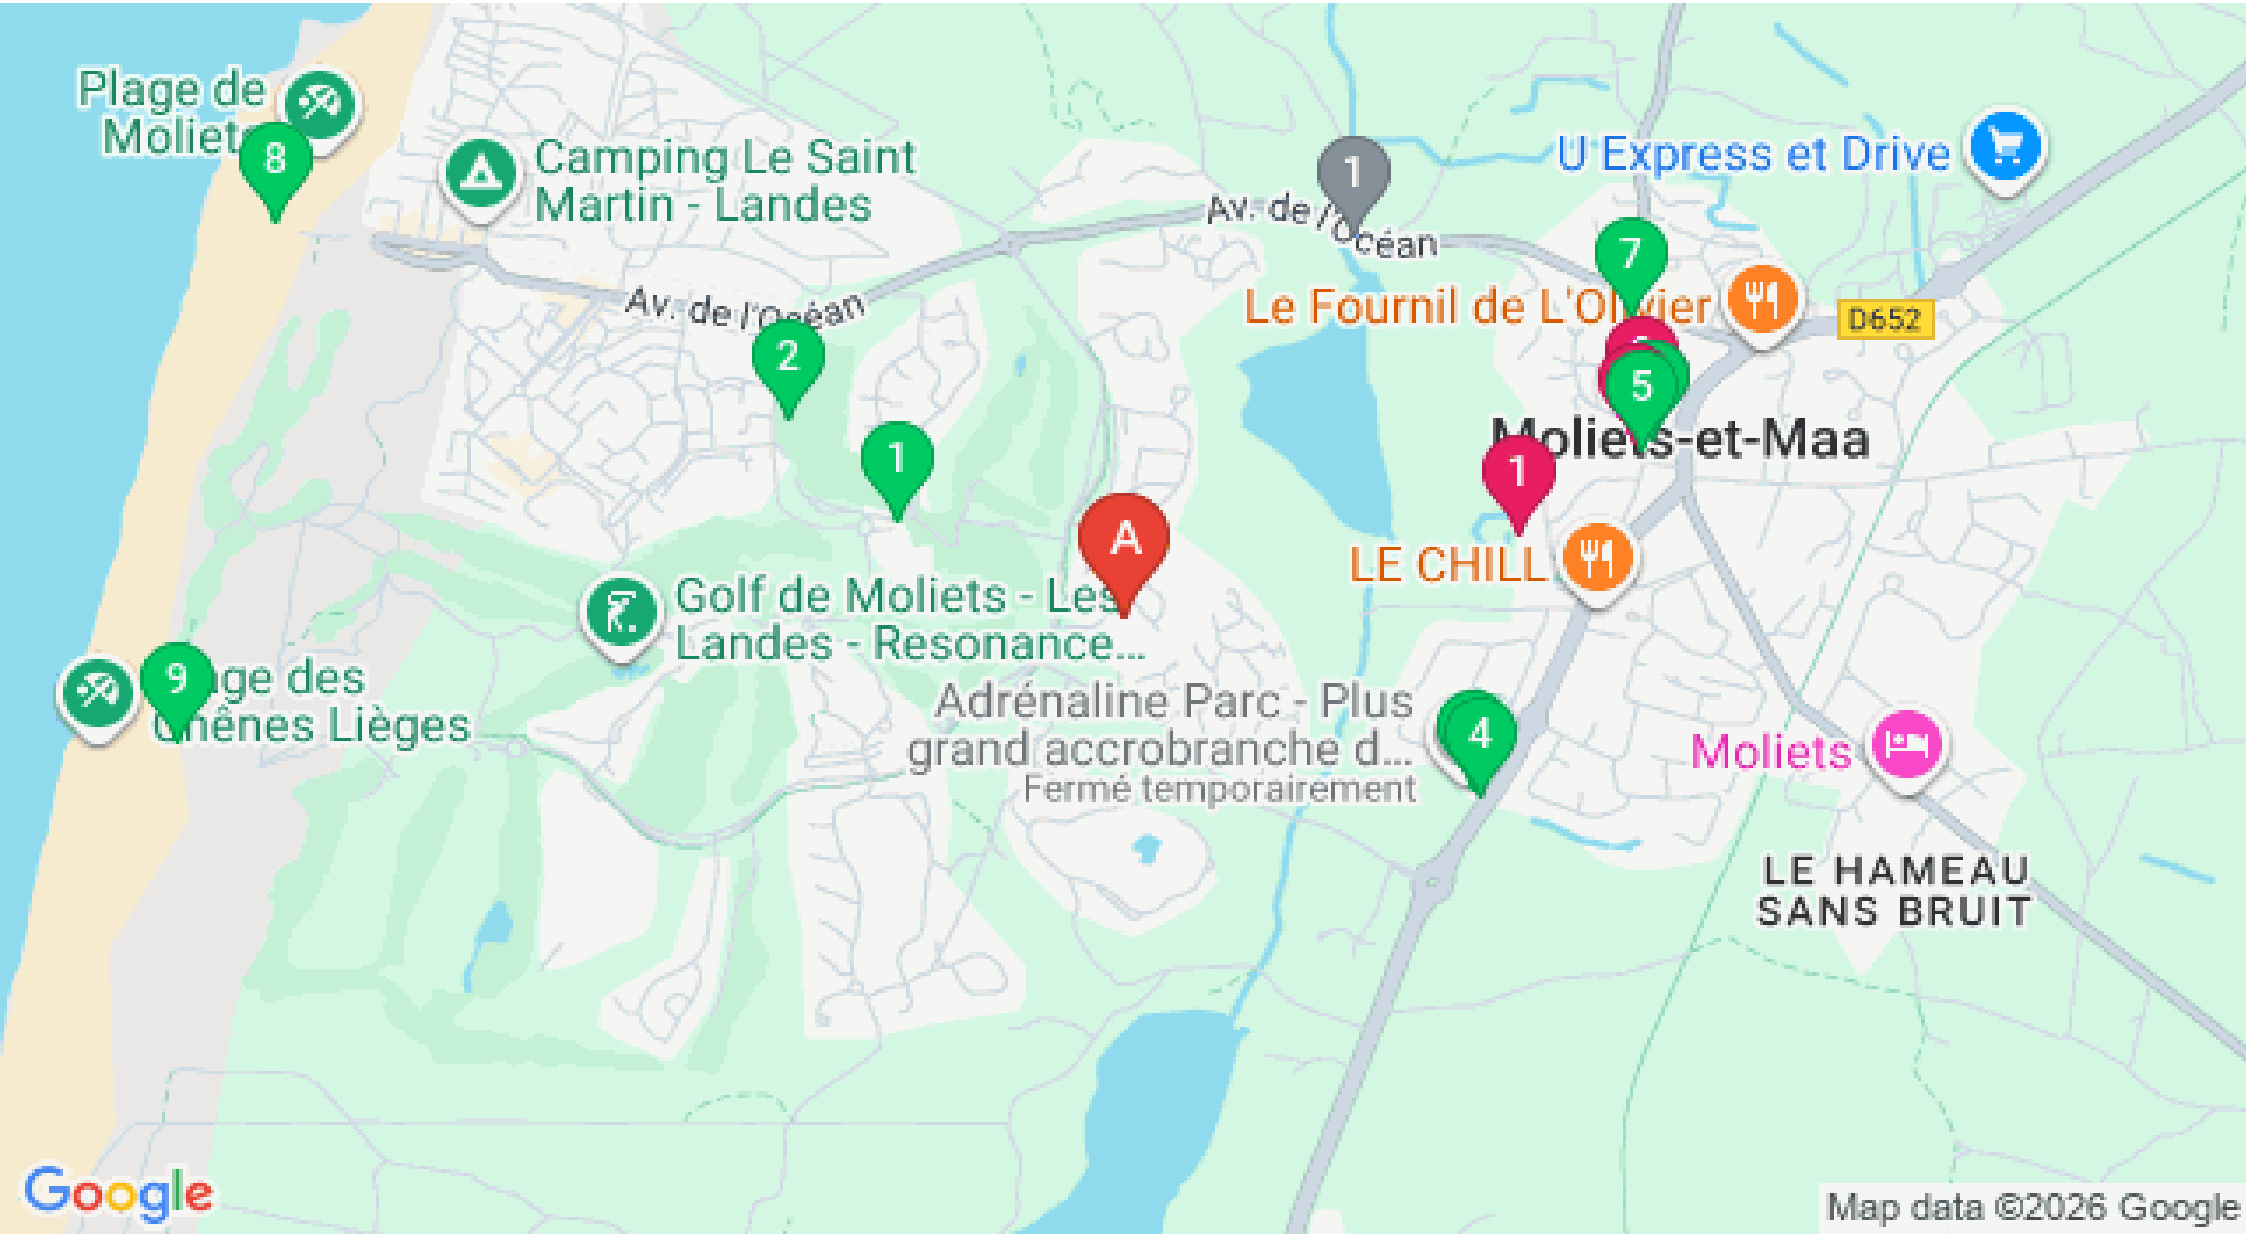 Plage de
Moliets
8
Camping Le Saint
Martin - Landes
1
U Express et Drive
Av. de l'Océan
7
Av. de l'Océan
Le Fournil de L'Olivier
D652
2
5
1
Moliets-et-Maa
1
A
LE CHILL
Golf de Moliets - Les
Landes - Resonance...
9
age des
Chênes Lièges
Adrénaline Parc - Plus
grand accrobranche d...
Fermé temporairement
4
Moliets
LE HAMEAU
SANS BRUIT
Google
Map data ©2026 Google